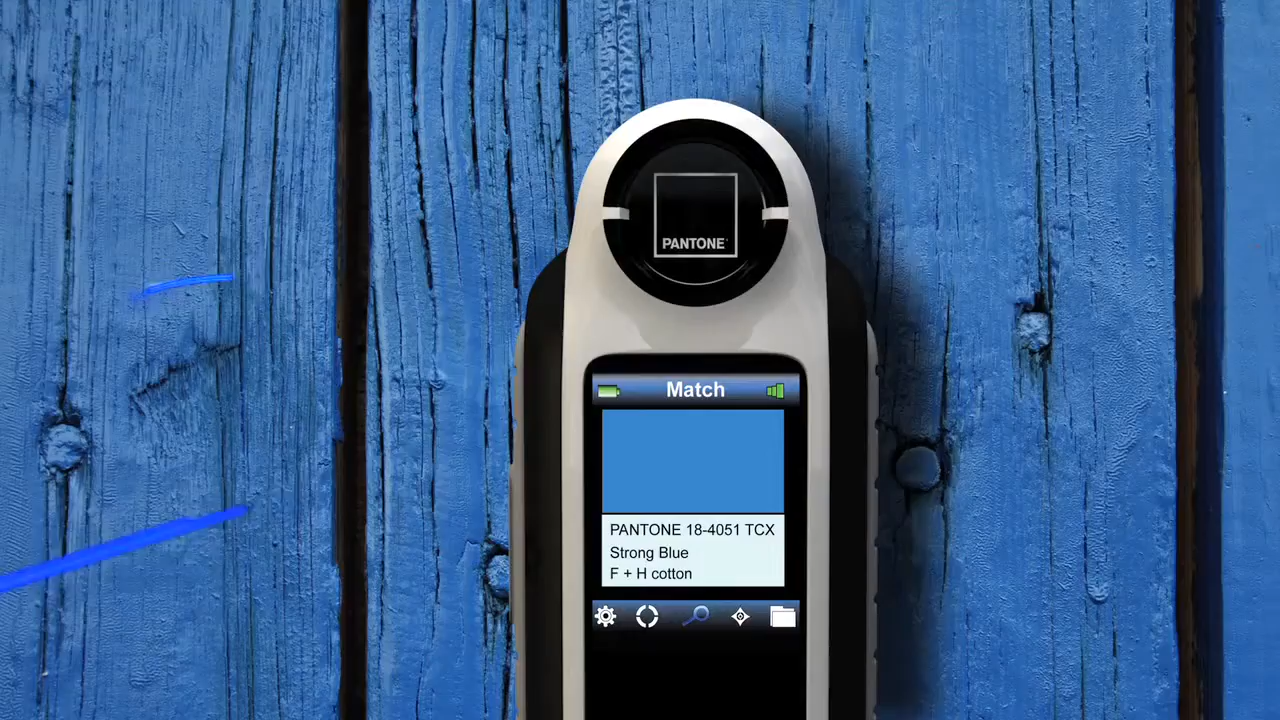 PANTONE
Match
PANTONE 18-4051 TCX
Strong Blue
F + H cotton